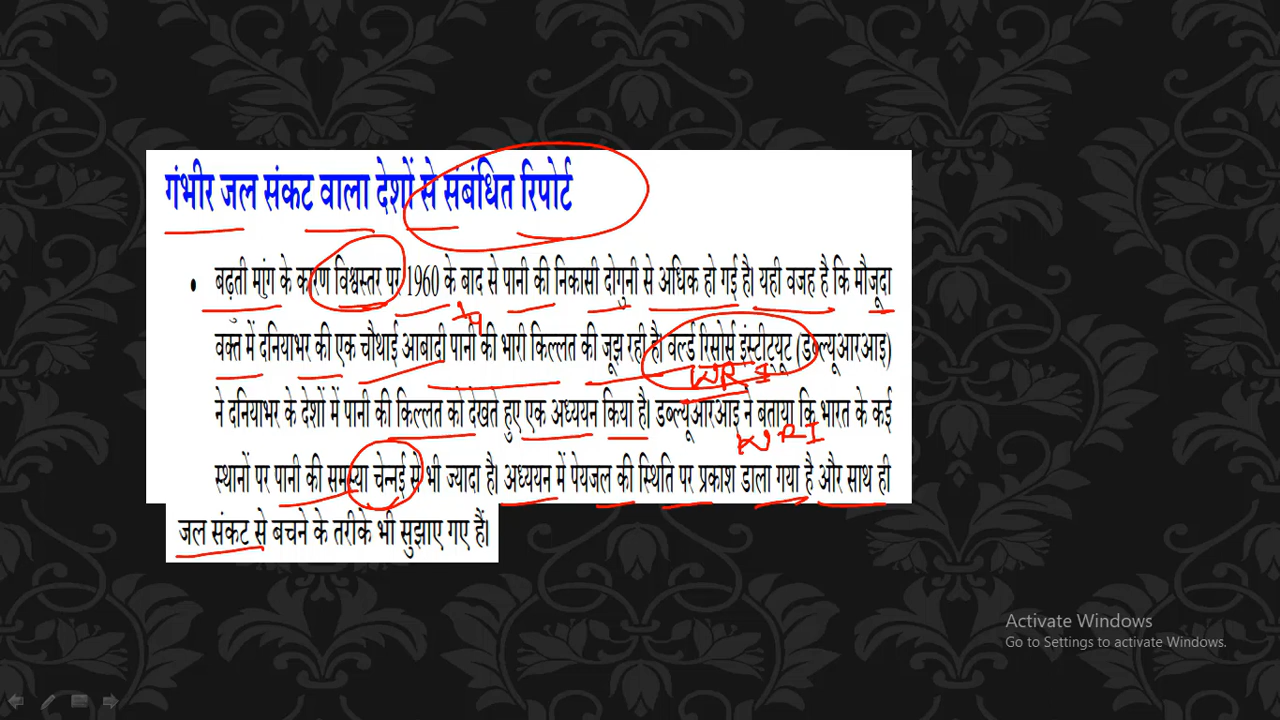 गंभीर जल संकट वाला देशों से संबंधित रिपोर्ट
• बढ़ती मांग के कारण विश्वस्तर पर 1960 के बाद से पानी की निकासी दोगुनी से अधिक हो गई है। यही वजह है कि मौजूदा
1/4
वक्त में दुनियाभर की एक चौथाई आबादी पानी की भारी किल्लत की जूझ रही है। वर्ल्ड रिसोर्स इंस्टीट्यूट (डब्ल्यूआरआइ)
WRI
ने दुनियाभर के देशों में पानी की किल्लत को देखते हुए एक अध्ययन किया है। डब्ल्यूआरआइ ने बताया कि भारत के कई
WRI
स्थानों पर पानी की समस्या चेन्नई से भी ज्यादा है। अध्ययन में पेयजल की स्थिति पर प्रकाश डाला गया है और साथ ही
जल संकट से बचने के तरीके भी सुझाए गए हैं।
Activate Windows
Go to Settings to activate Windows.